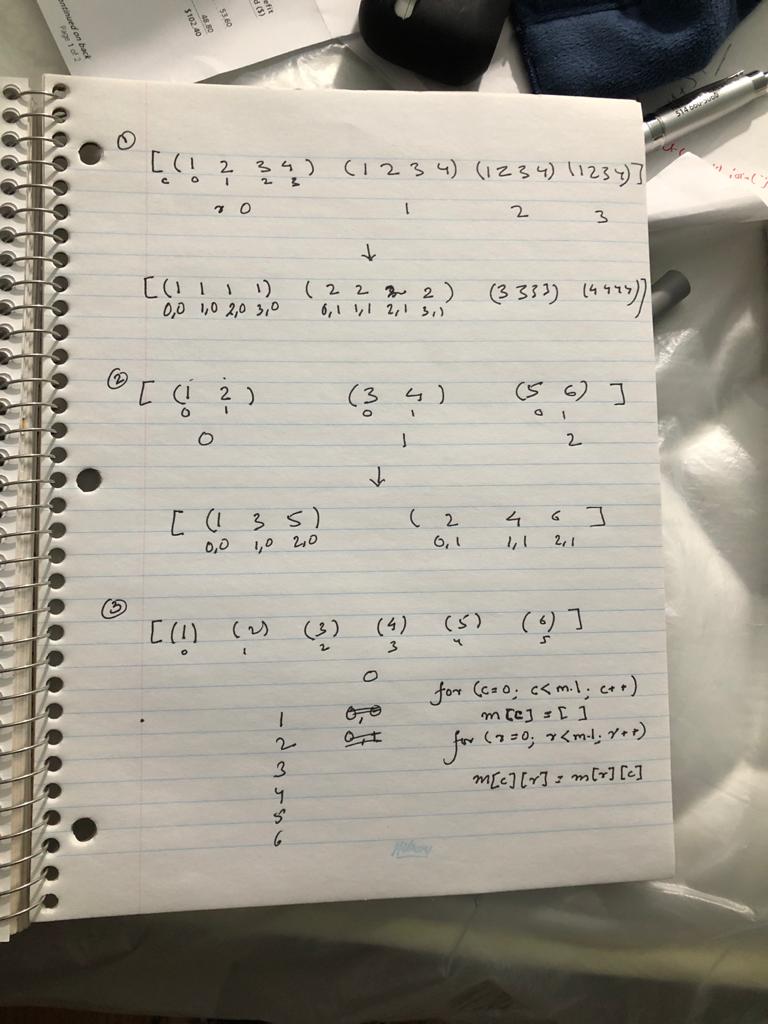 continued on back
Page 1 of 2
efit
d ($)
53.60
48.80
$102.40
514 600-5000
①
[(1 2 3 4) (1 2 3 4) (1 2 3 4) (1 2 3 4)]
c 0 1 2 3
r 0 1 2 3
↓
[(1 1 1 1) (2 2 2 2) (3 3 3 3) (4 4 4 4)]
0,0 1,0 2,0 3,0 0,1 1,1 2,1 3,1
②
[ (1 2) (3 4) (5 6) ]
0 1 0 1 0 1
0 1 2
↓
[ (1 3 5) ( 2 4 6 ]
0,0 1,0 2,0 0,1 1,1 2,1
③
[(1) (2) (3) (4) (5) (6) ]
0 1 2 3 4 5
0
for (c=0; c<m.l; c++)
1 0,0 m[c] = [ ]
2 0,1 for (r=0; r<m.l; r++)
3
m[c][r] = m[r][c]
4
5
6
Hilroy